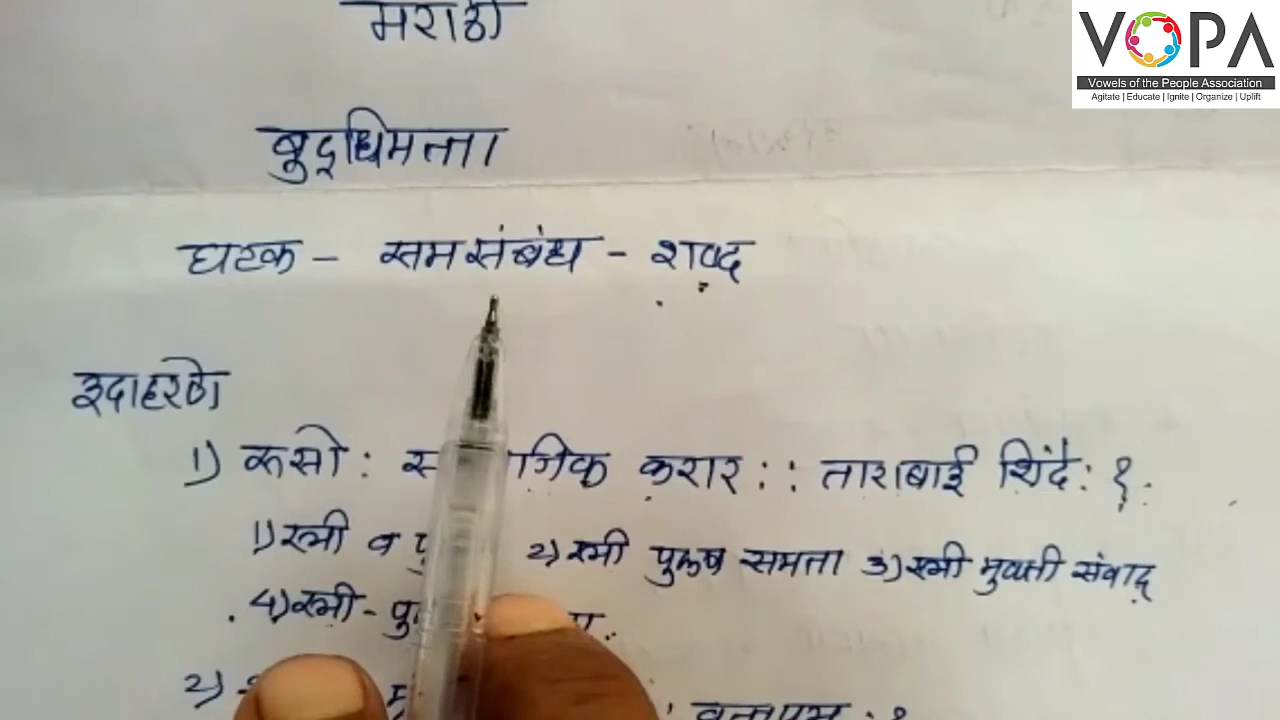 मराठी
VOPA
Vowels of the People Association
Agitate | Educate | Ignite | Organize | Uplift
बुद्धिमत्ता
घटक - समसंबंध - शब्द
उदाहरणे
1) रूसो : करार : : ताराबाई शिंदे : ?
1) स्त्री व 2) स्त्री पुरुष समता 3) स्त्री मुक्ती संवाद
4) स्त्री -
2)